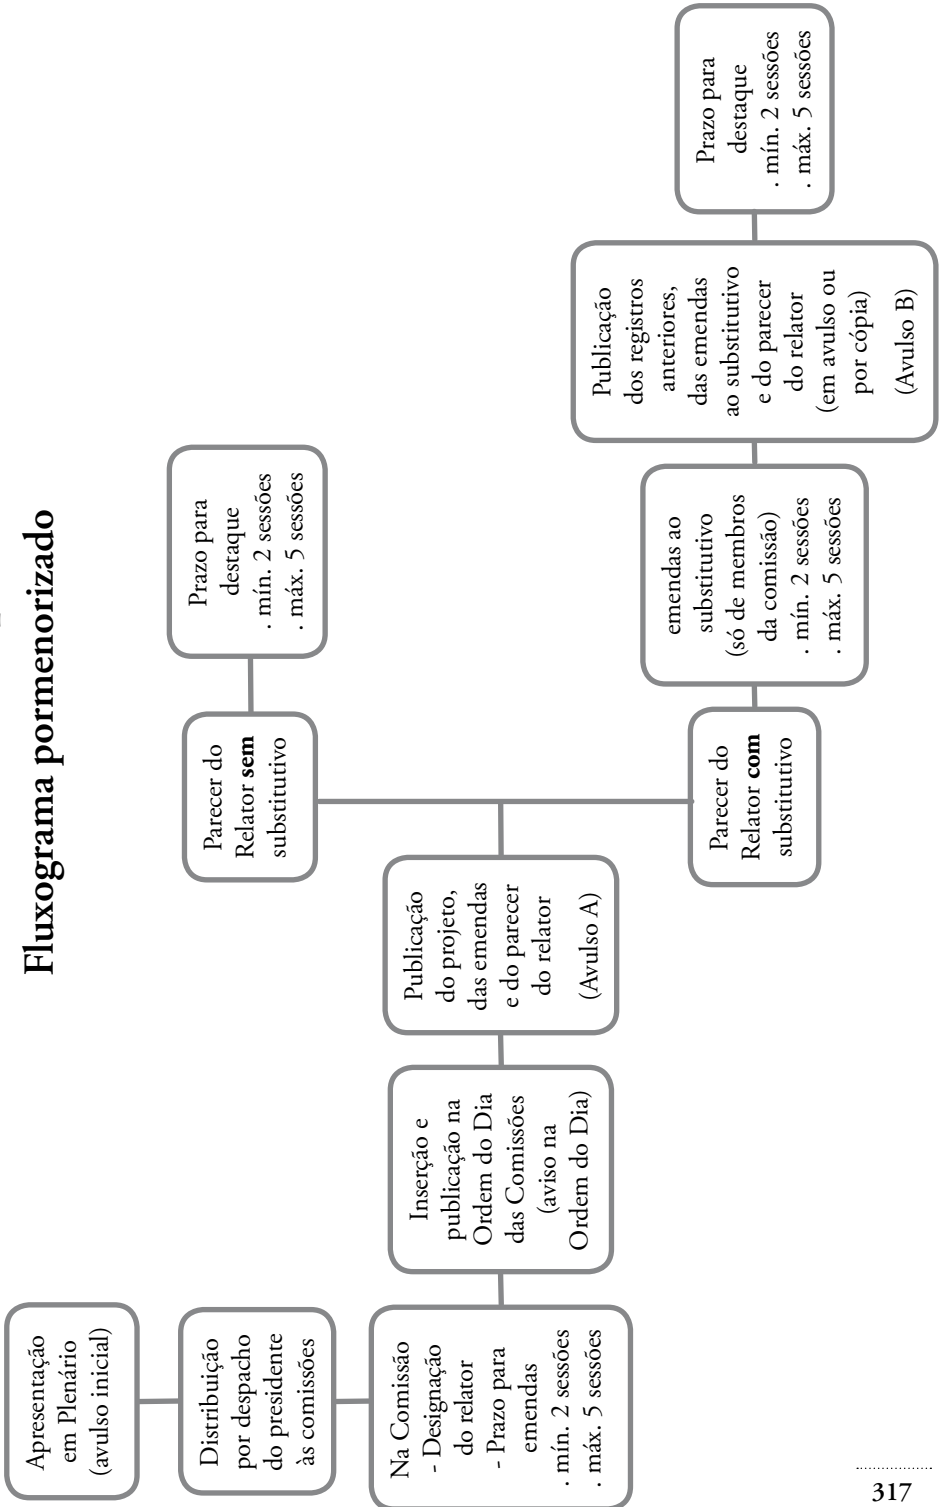 Fluxograma pormenorizado
Apresentação
em Plenário
(avulso inicial)
Distribuição
por despacho
do presidente
às comissões
Na Comissão
- Designação
do relator
- Prazo para
emendas
. mín. 2 sessões
. máx. 5 sessões
Inserção e
publicação na
Ordem do Dia
das Comissões
(aviso na
Ordem do Dia)
Publicação
do projeto,
das emendas
e do parecer
do relator
(Avulso A)
Parecer do
Relator sem
substitutivo
Prazo para
destaque
. mín. 2 sessões
. máx. 5 sessões
Parecer do
Relator com
substitutivo
emendas ao
substitutivo
(só de membros
da comissão)
. mín. 2 sessões
. máx. 5 sessões
Publicação
dos registros
anteriores,
das emendas
ao substitutivo
e do parecer
do relator
(em avulso ou
por cópia)
(Avulso B)
Prazo para
destaque
. mín. 2 sessões
. máx. 5 sessões
317